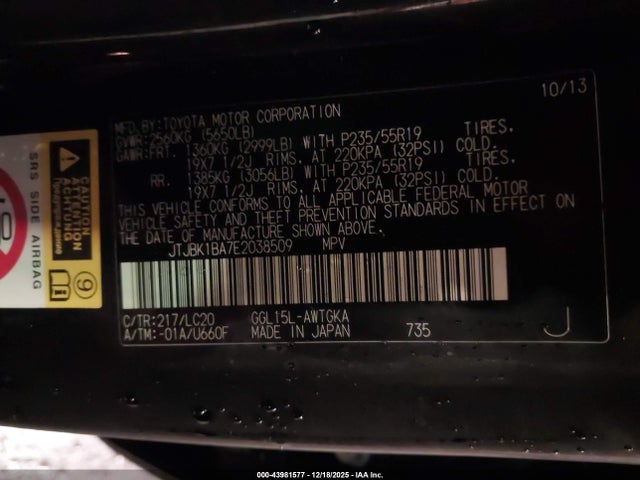 10/13
MFD.BY:TOYOTA MOTOR CORPORATION
GVWR:2560KG (5650LB)
GAWR:FRT. 1360KG (2999LB) WITH P235/55R19 TIRES.
19X7 1/2J RIMS. AT 220KPA (32PSI) COLD.
RR. 1385KG (3056LB) WITH P235/55R19 TIRES.
19X7 1/2J RIMS. AT 220KPA (32PSI) COLD.
THIS VEHICLE CONFORMS TO ALL APPLICABLE FEDERAL MOTOR
VEHICLE SAFETY AND THEFT PREVENTION STANDARDS IN EFFECT ON
THE DATE OF MANUFACTURE SHOWN ABOVE.
JTJBK1BA7E2038509 MPV
C/TR:217/LC20 GGL15L-AWTGKA
A/TM:-01A/U660F MADE IN JAPAN 735 J
SRS SIDE AIRBAG
CAUTION
ATTENTION
ACHTUNG
9
000-43981577 - 12/18/2025 - IAA Inc.